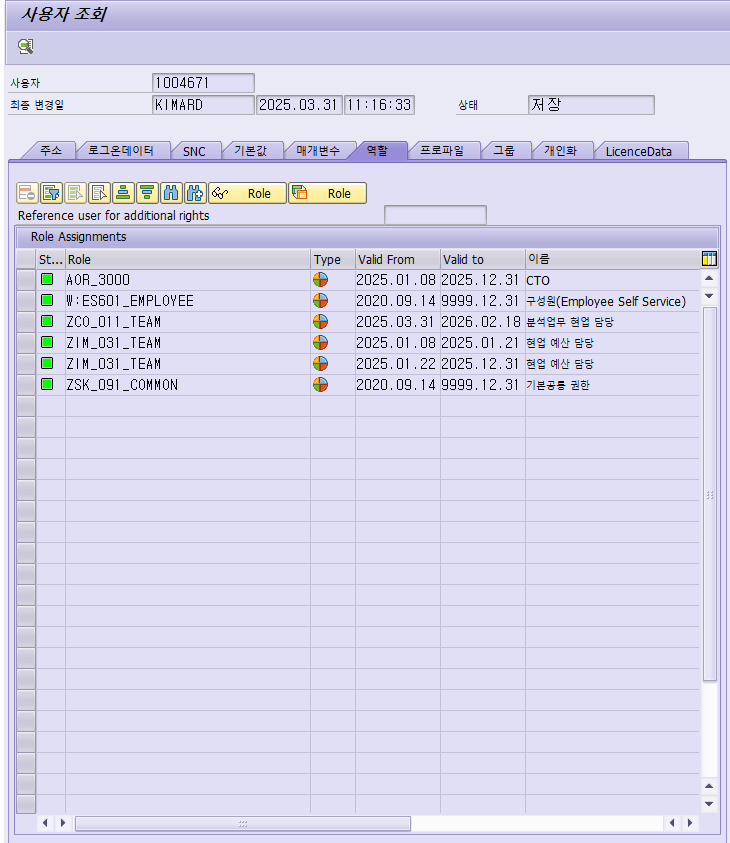 사용자 조회
사용자 1004671
최종 변경일 KIMARD 2025.03.31 11:16:33 상태 저장
주소 로그온데이터 SNC 기본값 매개변수 역할 프로파일 그룹 개인화 LicenceData
Role Role
Reference user for additional rights
Role Assignments
St... Role Type Valid From Valid to 이름
AOR_3000 2025.01.08 2025.12.31 CTO
W:ES601_EMPLOYEE 2020.09.14 9999.12.31 구성원(Employee Self Service)
ZCO_011_TEAM 2025.03.31 2026.02.18 분석업무 현업 담당
ZIM_031_TEAM 2025.01.08 2025.01.21 현업 예산 담당
ZIM_031_TEAM 2025.01.22 2025.12.31 현업 예산 담당
ZSK_091_COMMON 2020.09.14 9999.12.31 기본공통 권한